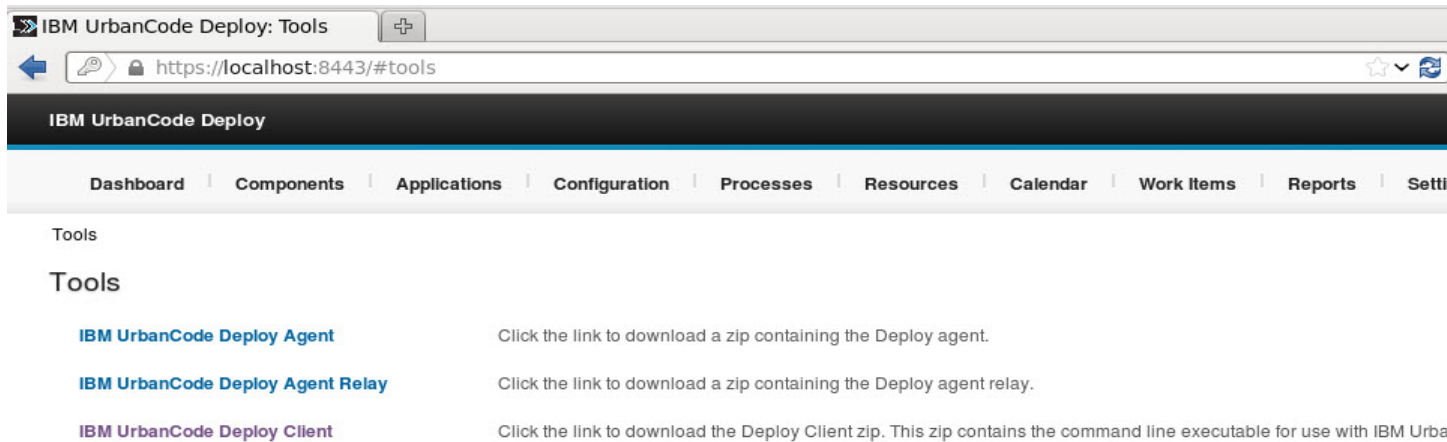 IBM UrbanCode Deploy: Tools
https://localhost:8443/#tools
IBM UrbanCode Deploy
Dashboard Components Applications Configuration Processes Resources Calendar Work Items Reports Setti
Tools
Tools
IBM UrbanCode Deploy Agent Click the link to download a zip containing the Deploy agent.
IBM UrbanCode Deploy Agent Relay Click the link to download a zip containing the Deploy agent relay.
IBM UrbanCode Deploy Client Click the link to download the Deploy Client zip. This zip contains the command line executable for use with IBM Urba